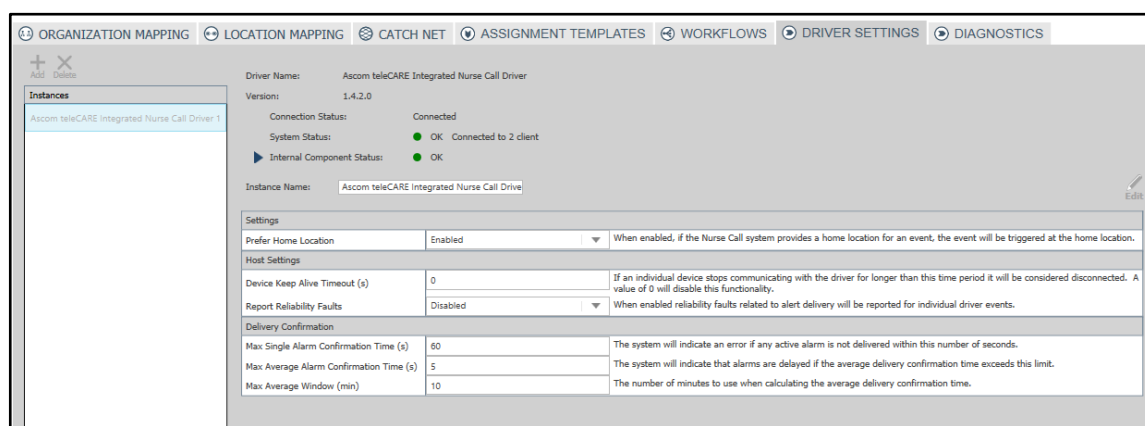 ORGANIZATION MAPPING LOCATION MAPPING CATCH NET ASSIGNMENT TEMPLATES WORKFLOWS DRIVER SETTINGS DIAGNOSTICS
Add Delete
Instances
Ascom teleCARE Integrated Nurse Call Driver 1
Driver Name: Ascom teleCARE Integrated Nurse Call Driver
Version: 1.4.2.0
Connection Status: Connected
System Status: OK Connected to 2 client
Internal Component Status: OK
Instance Name: Ascom teleCARE Integrated Nurse Call Drive
Edit
Settings
Prefer Home Location Enabled When enabled, if the Nurse Call system provides a home location for an event, the event will be triggered at the home location.
Host Settings
Device Keep Alive Timeout (s) 0 If an individual device stops communicating with the driver for longer than this time period it will be considered disconnected. A
value of 0 will disable this functionality.
Report Reliability Faults Disabled When enabled reliability faults related to alert delivery will be reported for individual driver events.
Delivery Confirmation
Max Single Alarm Confirmation Time (s) 60 The system will indicate an error if any active alarm is not delivered within this number of seconds.
Max Average Alarm Confirmation Time (s) 5 The system will indicate that alarms are delayed if the average delivery confirmation time exceeds this limit.
Max Average Window (min) 10 The number of minutes to use when calculating the average delivery confirmation time.